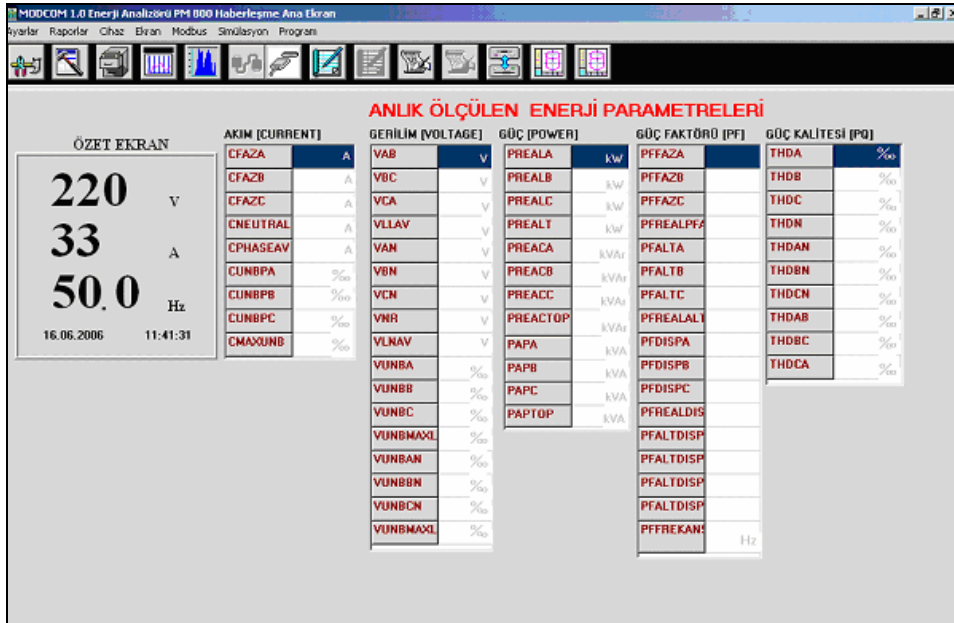 MODCOM 1.0 Enerji Analizörü PM 800 Haberleşme Ana Ekran
Ayarlar Raporlar Cihaz Ekran Modbus Simülasyon Program
ANLIK ÖLÇÜLEN ENERJİ PARAMETRELERİ
ÖZET EKRAN
220 V
33 A
50.0 Hz
16.06.2006 11:41:31
AKIM [CURRENT]
CFAZA A
CFAZB A
CFAZC A
CNEUTRAL A
CPHASEAV A
CUNBPA ‰
CUNBPB ‰
CUNBPC ‰
CMAXUNB ‰
GERİLİM [VOLTAGE]
VAB V
VBC V
VCA V
VLLAV V
VAN V
VBN V
VCN V
VNR V
VLNAV V
VUNBA ‰
VUNBB ‰
VUNBC ‰
VUNBMAXL ‰
VUNBAN ‰
VUNBBN ‰
VUNBCN ‰
VUNBMAXL ‰
GÜÇ [POWER]
PREALA kW
PREALB kW
PREALC kW
PREALT kW
PREACA kVAr
PREACB kVAr
PREACC kVAr
PREACTOP kVAr
PAPA kVA
PAPB kVA
PAPC kVA
PAPTOP kVA
GÜÇ FAKTÖRÜ [PF]
PFFAZA
PFFAZB
PFFAZC
PFREALPFA
PFALTA
PFALTB
PFALTC
PFREALALT
PFDISPA
PFDISPB
PFDISPC
PFREALDIS
PFALTDISP
PFALTDISP
PFALTDISP
PFALTDISP
PFFREKANS Hz
GÜÇ KALİTESİ [PQ]
THDA ‰
THDB ‰
THDC ‰
THDN ‰
THDAN ‰
THDBN ‰
THDCN ‰
THDAB ‰
THDBC ‰
THDCA ‰